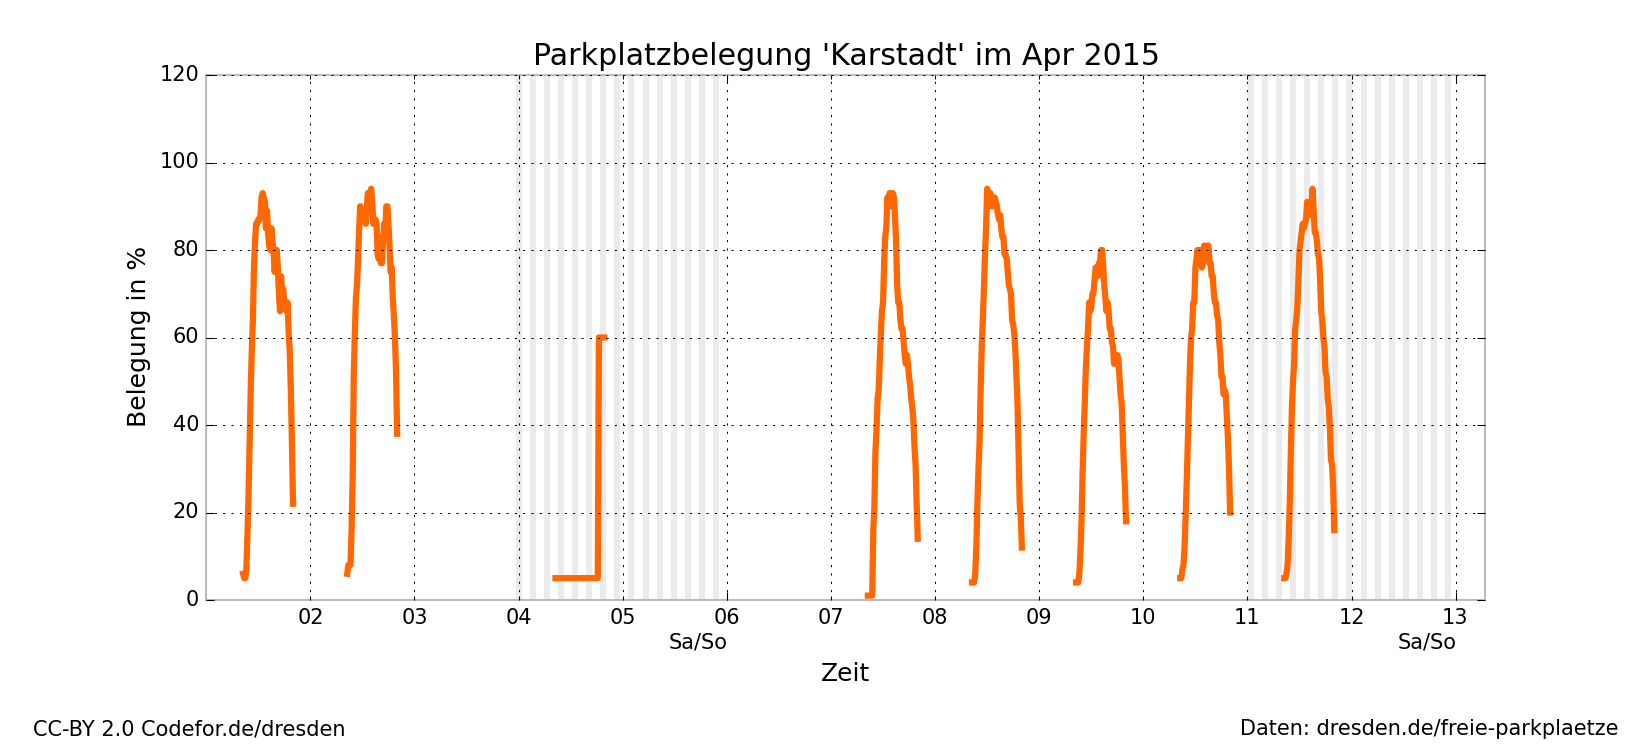 Parkplatzbelegung 'Karstadt' im Apr 2015
120
100
80
60
40
20
0
Belegung in %
02 03 04 05 06 07 08 09 10 11 12 13
Sa/So Sa/So
Zeit
CC-BY 2.0 Codefor.de/dresden
Daten: dresden.de/freie-parkplaetze